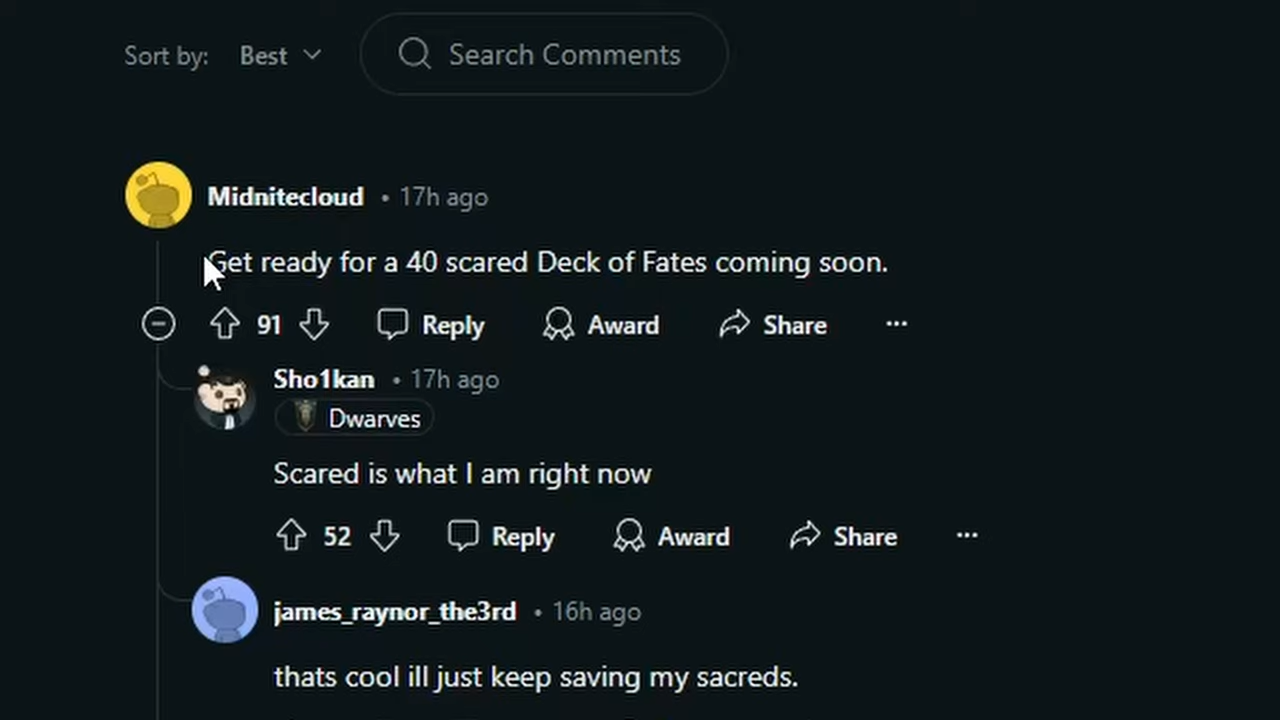 Sort by: Best Search Comments
Midnitecloud • 17h ago
Get ready for a 40 scared Deck of Fates coming soon.
91 Reply Award Share ...
Sho1kan • 17h ago
Dwarves
Scared is what I am right now
52 Reply Award Share ...
james_raynor_the3rd • 16h ago
thats cool ill just keep saving my sacreds.